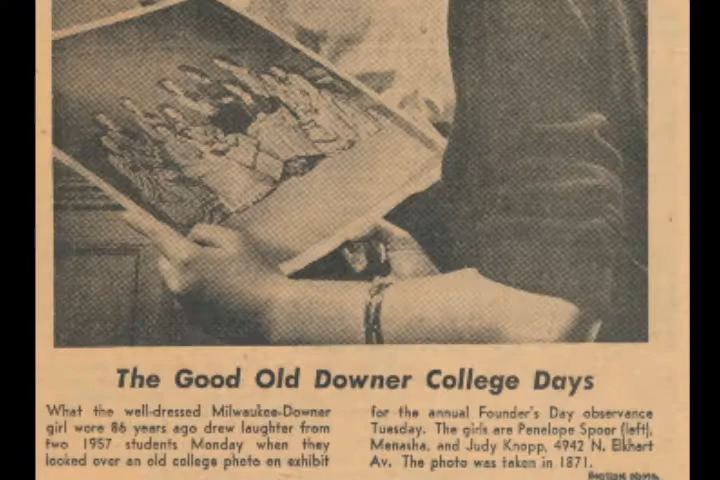 The Good Old Downer College Days
What the well-dressed Milwaukee-Downer
girl wore 86 years ago drew laughter from
two 1957 students Monday when they
looked over an old college photo on exhibit
for the annual Founder's Day observance
Tuesday. The girls are Penelope Spoor (left),
Menasha, and Judy Knopp, 4942 N. Elkhart
Av. The photo was taken in 1871.